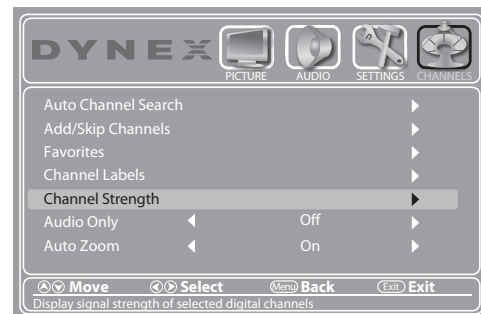 DYNEX
PICTURE AUDIO SETTINGS CHANNELS
Auto Channel Search
Add/Skip Channels
Favorites
Channel Labels
Channel Strength
Audio Only Off
Auto Zoom On
Move Select Menu Back Exit Exit
Display signal strength of selected digital channels